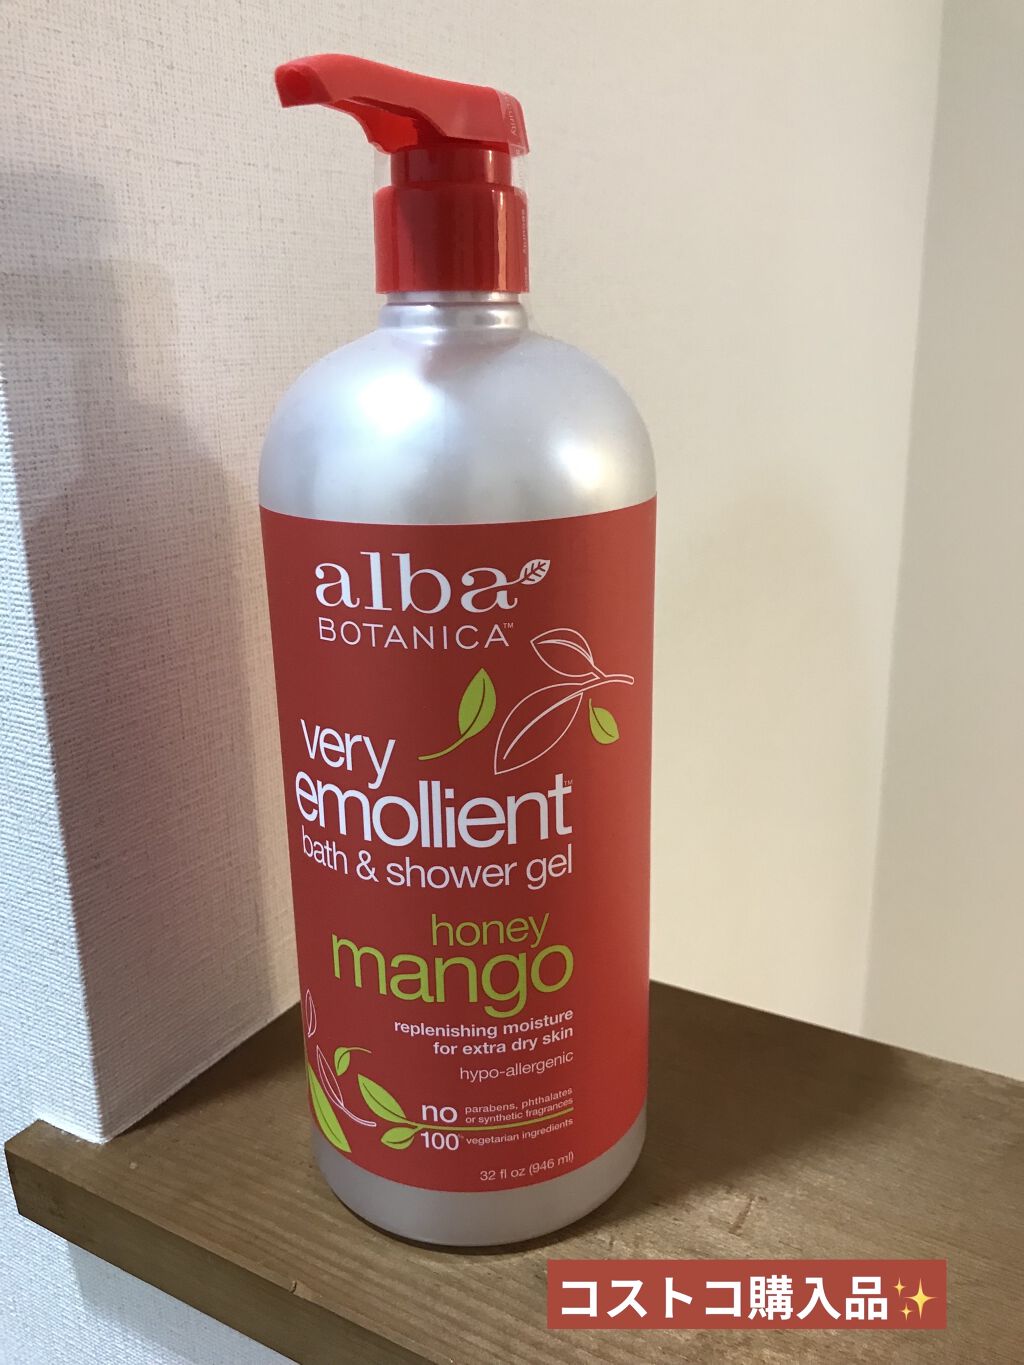 alba
BOTANICA™
very
emollient™
bath & shower gel
honey
mango
replenishing moisture
for extra dry skin
hypo-allergenic
no parabens, phthalates
or synthetic fragrances
100% vegetarian ingredients
32 fl oz (946 ml)
コストコ購入品✨